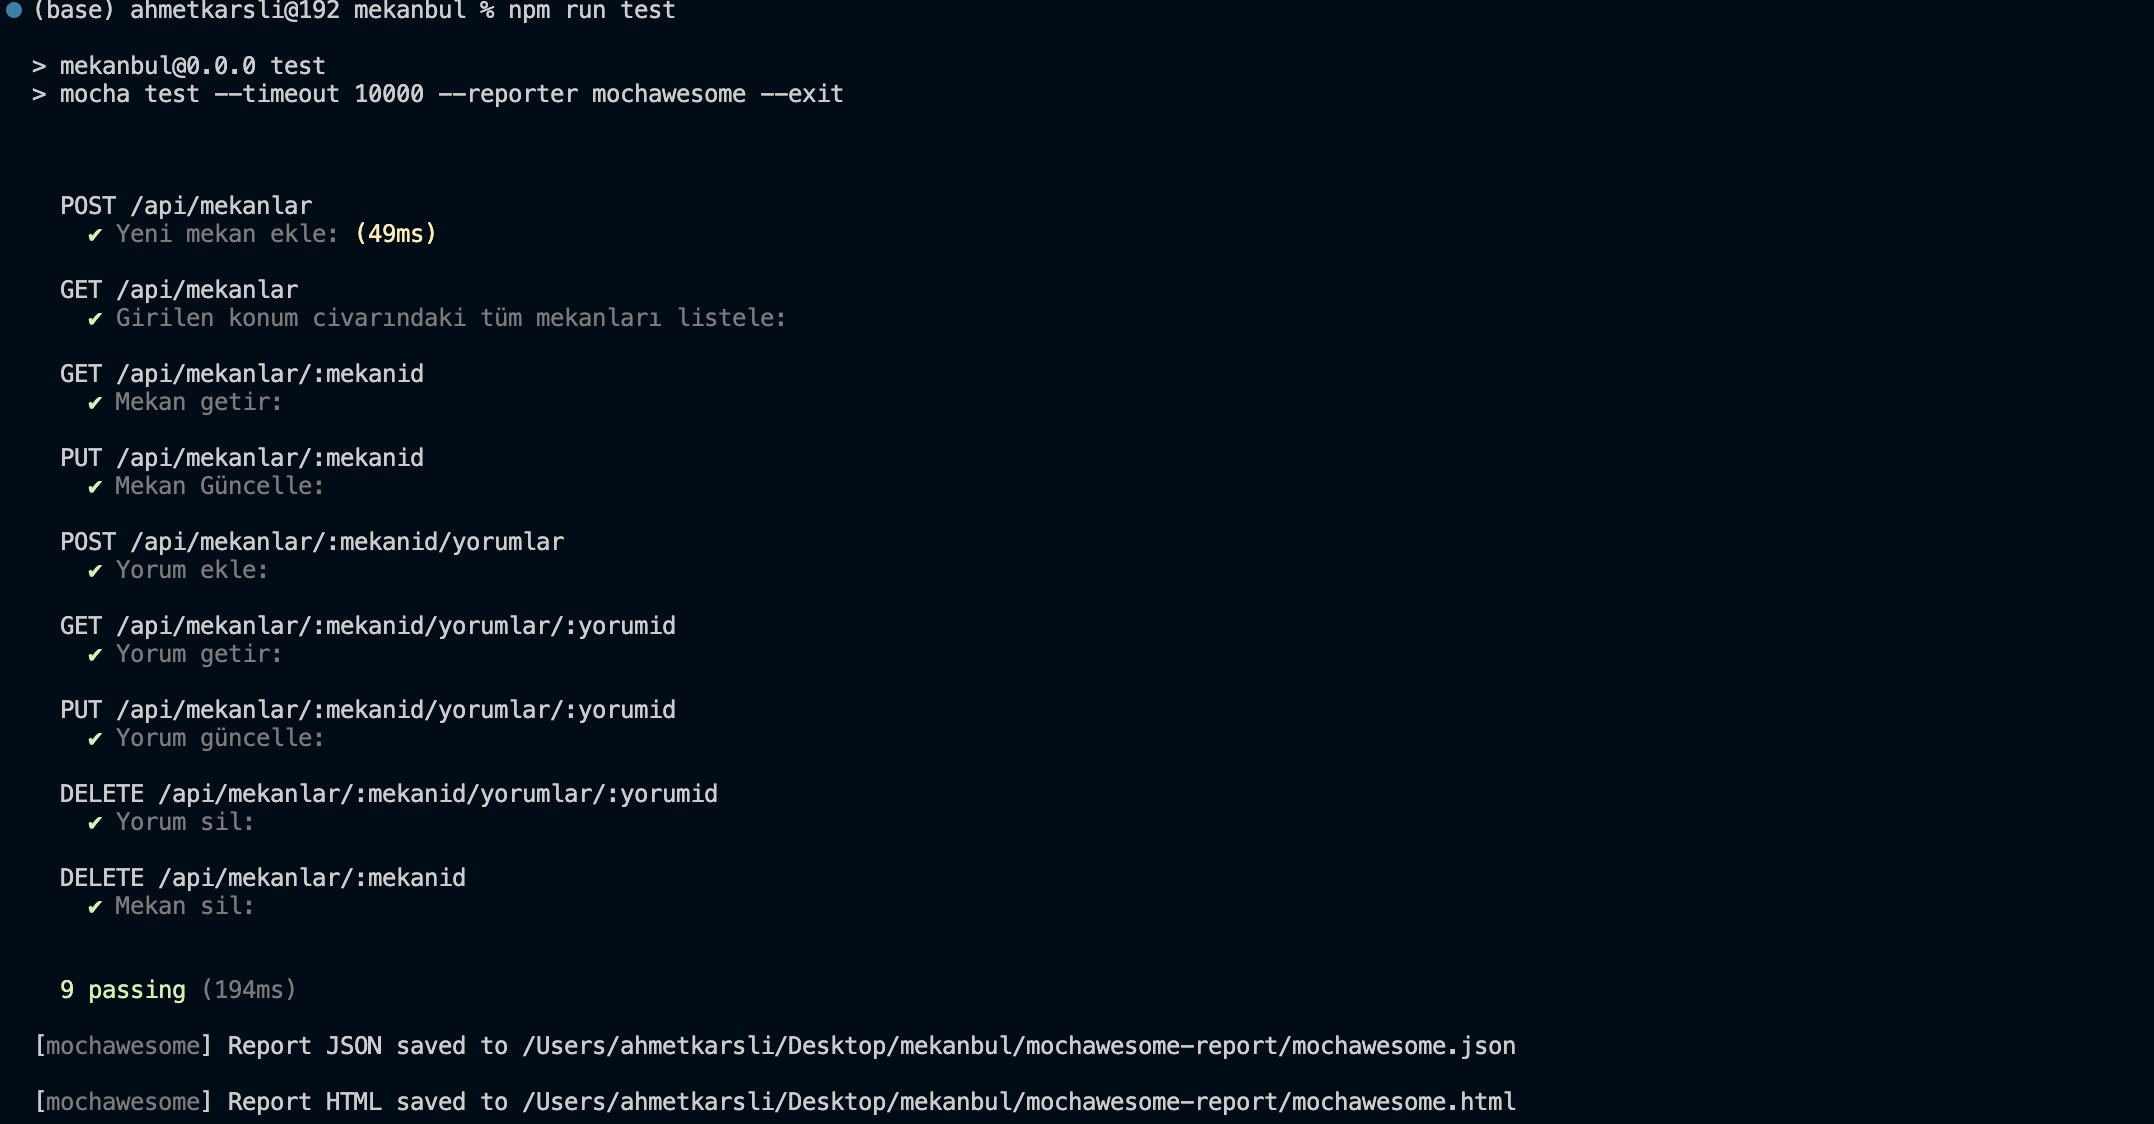 (base) ahmetkarsli@192 mekanbul % npm run test
> mekanbul@0.0.0 test
> mocha test --timeout 10000 --reporter mochawesome --exit
POST /api/mekanlar
✔ Yeni mekan ekle: (49ms)
GET /api/mekanlar
✔ Girilen konum civarındaki tüm mekanları listele:
GET /api/mekanlar/:mekanid
✔ Mekan getir:
PUT /api/mekanlar/:mekanid
✔ Mekan Güncelle:
POST /api/mekanlar/:mekanid/yorumlar
✔ Yorum ekle:
GET /api/mekanlar/:mekanid/yorumlar/:yorumid
✔ Yorum getir:
PUT /api/mekanlar/:mekanid/yorumlar/:yorumid
✔ Yorum güncelle:
DELETE /api/mekanlar/:mekanid/yorumlar/:yorumid
✔ Yorum sil:
DELETE /api/mekanlar/:mekanid
✔ Mekan sil:
9 passing (194ms)
[mochawesome] Report JSON saved to /Users/ahmetkarsli/Desktop/mekanbul/mochawesome-report/mochawesome.json
[mochawesome] Report HTML saved to /Users/ahmetkarsli/Desktop/mekanbul/mochawesome-report/mochawesome.html